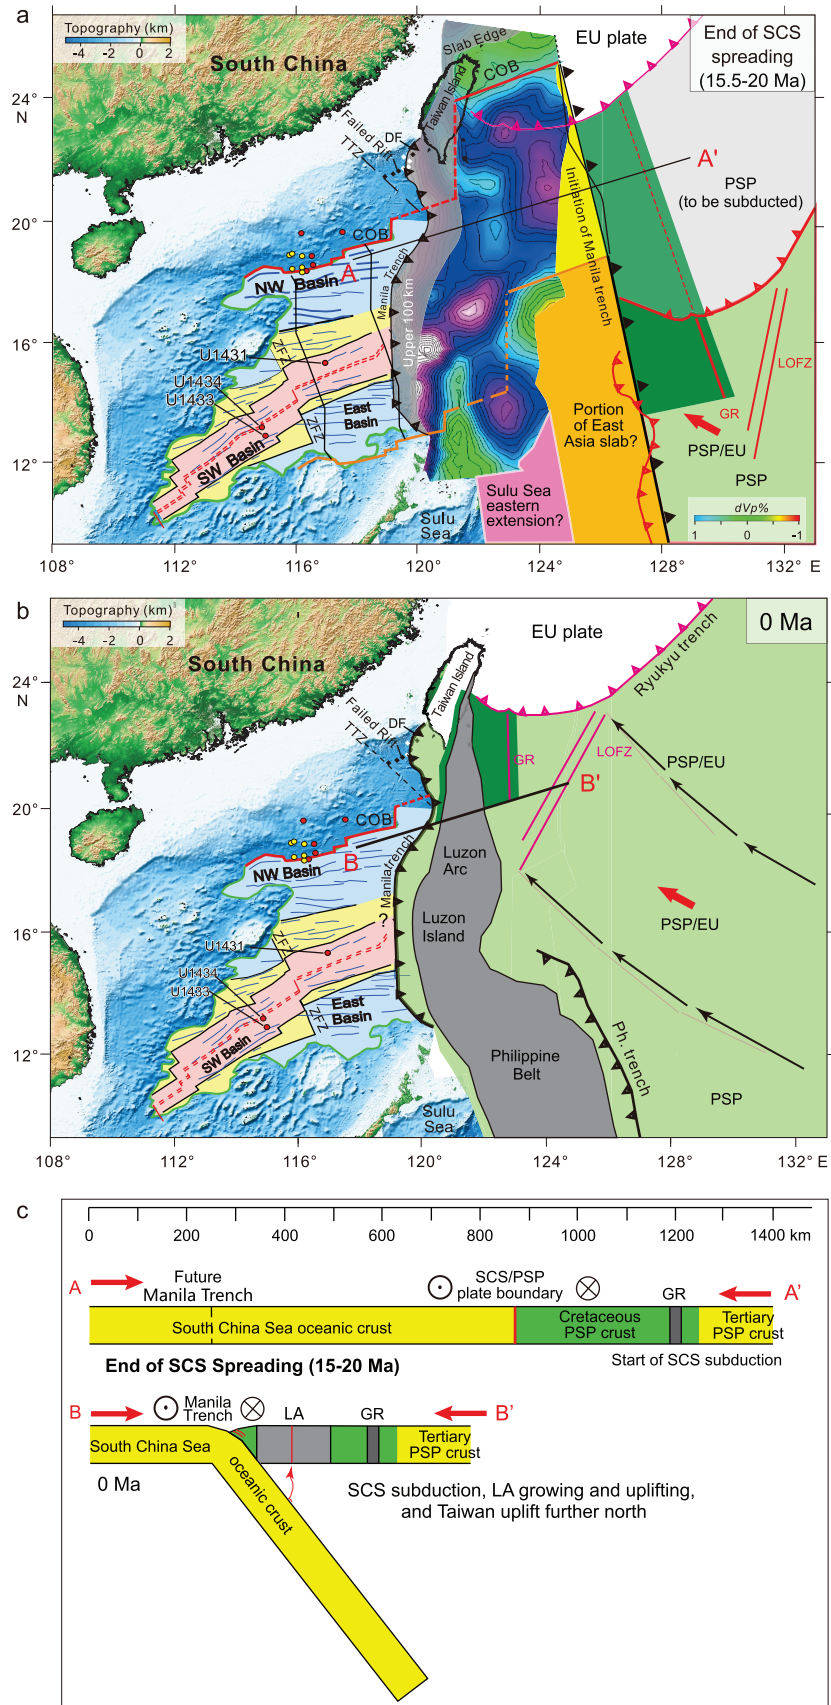 a
Topography (km)
-4 -2 0 2
South China
Slab Edge
EU plate
End of SCS
spreading
(15.5-20 Ma)
COB
Taiwan Island
24°
N
Failed Rift
DF
TTZ
A'
PSP
(to be subducted)
Initiation of Manila
trench
20°
COB
A
NW Basin
Manila Trench
Upper 100 km
16°
ZFZ
U1431
U1434
U1433
East
Basin
ZFZ
SW Basin
LOFZ
GR
PSP/EU
PSP
Portion
of East
Asia slab?
12°
Sulu Sea
eastern
extension?
Sulu
Sea
dVp%
1 0 -1
108° 112° 116° 120° 124° 128° 132° E
b
Topography (km)
-4 -2 0 2
South China
EU plate
0 Ma
Ryukyu trench
Taiwan Island
24°
N
Failed Rift
DF
TTZ
GR
LOFZ
PSP/EU
B'
20°
COB
B
NW Basin
Manila trench
Luzon
Arc
Luzon
Island
PSP/EU
?
16°
ZFZ
U1431
U1434
U1433
East
Basin
ZFZ
SW Basin
12°
Philippine
Belt
Ph. trench
PSP
Sulu
Sea
108° 112° 116° 120° 124° 128° 132° E
c
0 200 400 600 800 1000 1200 1400 km
A
Future
Manila Trench
SCS/PSP
plate boundary
GR
A'
South China Sea oceanic crust
Cretaceous
PSP crust
Tertiary
PSP crust
End of SCS Spreading (15-20 Ma)
Start of SCS subduction
B
Manila
Trench
LA
GR
B'
South China Sea
oceanic crust
Tertiary
PSP crust
0 Ma
SCS subduction, LA growing and uplifting,
and Taiwan uplift further north